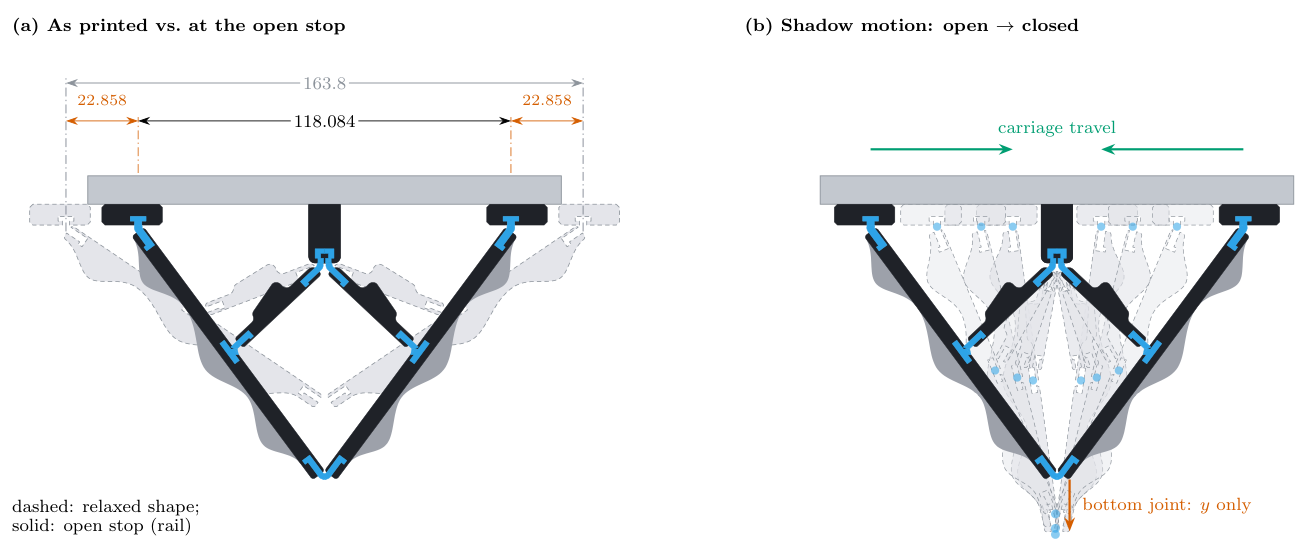 (a) As printed vs. at the open stop
163.8
22.858
22.858
118.084
dashed: relaxed shape;
solid: open stop (rail)
(b) Shadow motion: open → closed
carriage travel
bottom joint: y only